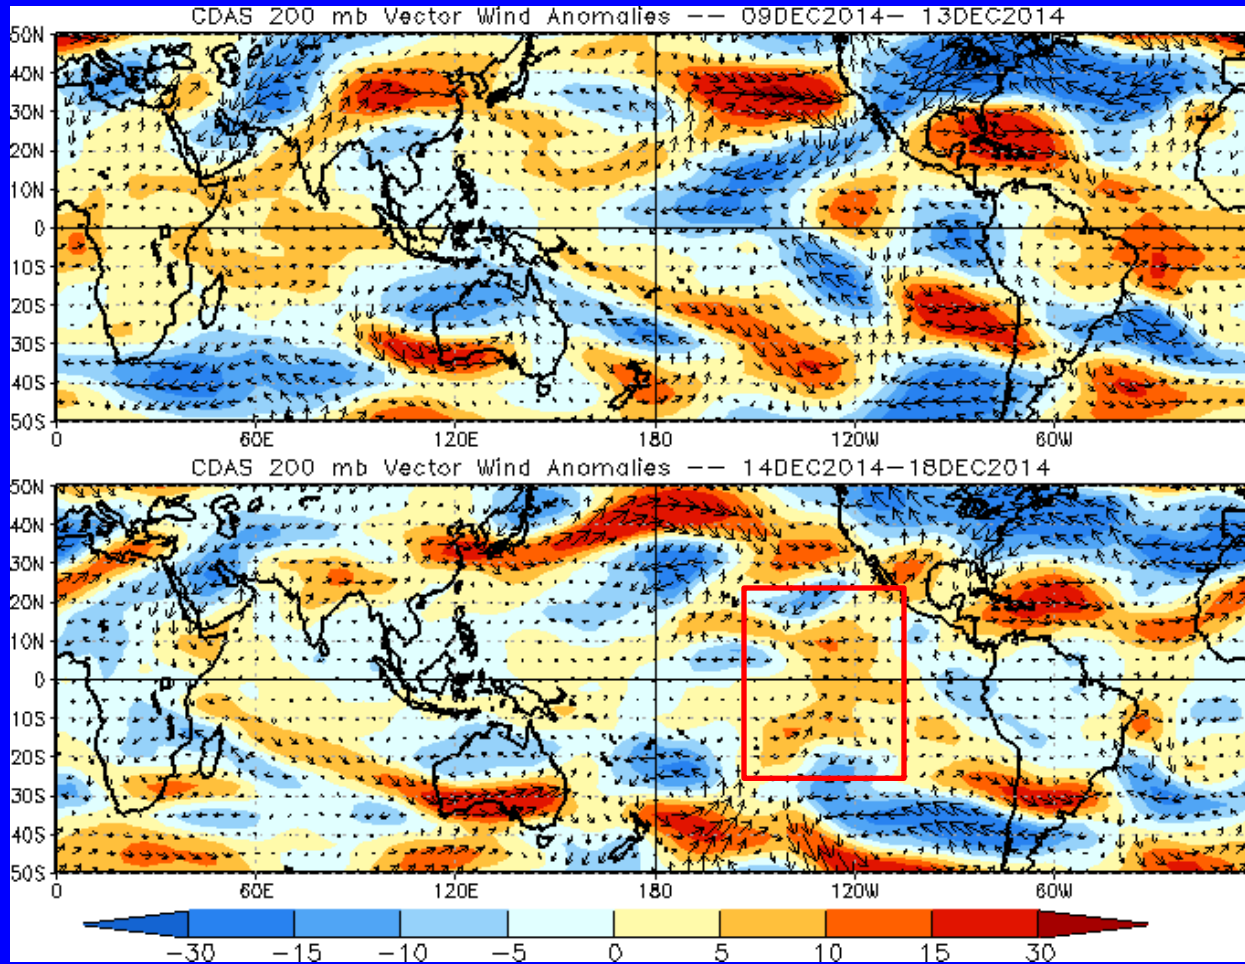 CDAS 200 mb Vector Wind Anomalies -- 09DEC2014- 13DEC2014
50N
40N
30N
20N
10N
0
10S
20S
30S
40S
50S
0 60E 120E 180 120W 60W
CDAS 200 mb Vector Wind Anomalies -- 14DEC2014-18DEC2014
50N
40N
30N
20N
10N
0
10S
20S
30S
40S
50S
0 60E 120E 180 120W 60W
-30 -15 -10 -5 0 5 10 15 30